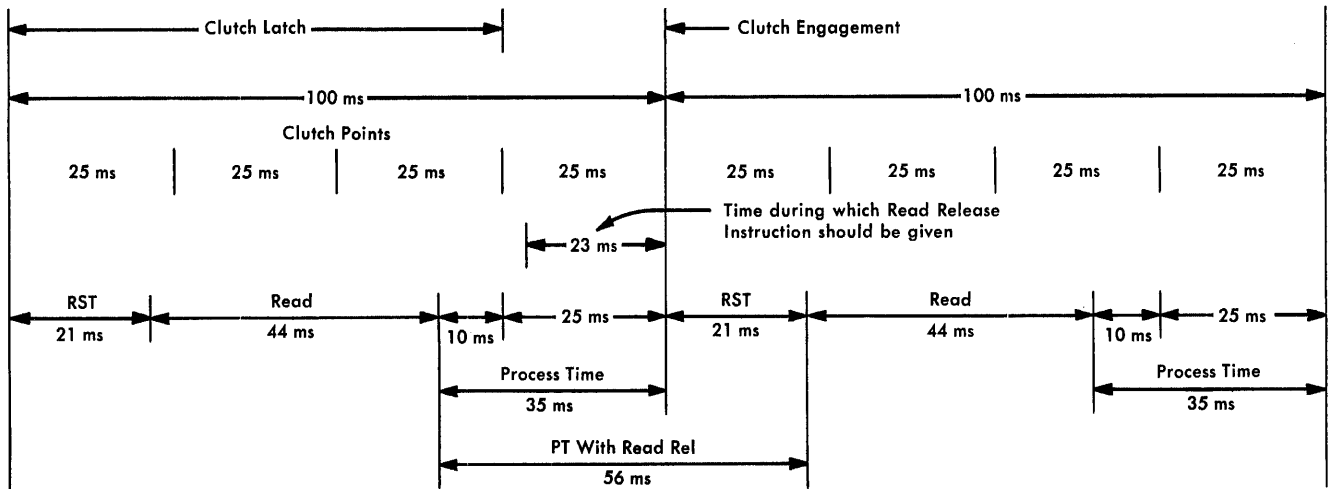 Clutch Latch
Clutch Engagement
100 ms
100 ms
Clutch Points
25 ms
25 ms
25 ms
25 ms
25 ms
25 ms
25 ms
25 ms
Time during which Read Release
Instruction should be given
23 ms
RST
21 ms
Read
44 ms
10 ms
25 ms
RST
21 ms
Read
44 ms
10 ms
25 ms
Process Time
35 ms
Process Time
35 ms
PT With Read Rel
56 ms